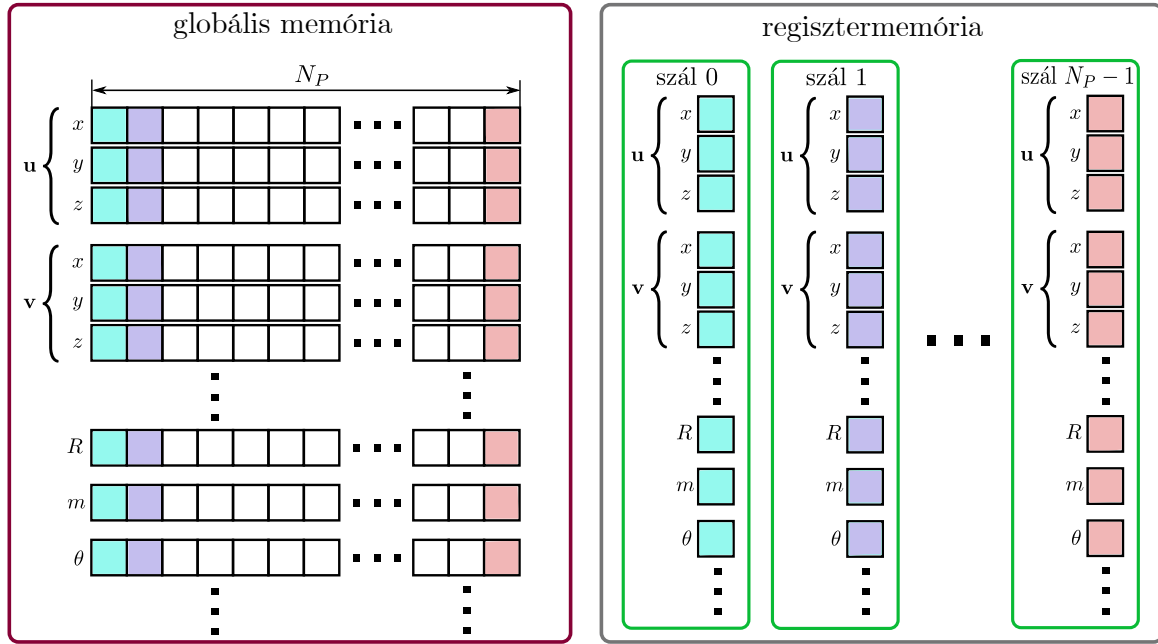 globális memória
N_P
u
x
y
z
v
x
y
z
R
m
θ
regisztermemória
szál 0
u
x
y
z
v
x
y
z
R
m
θ
szál 1
u
x
y
z
v
x
y
z
R
m
θ
szál N_P − 1
u
x
y
z
v
x
y
z
R
m
θ